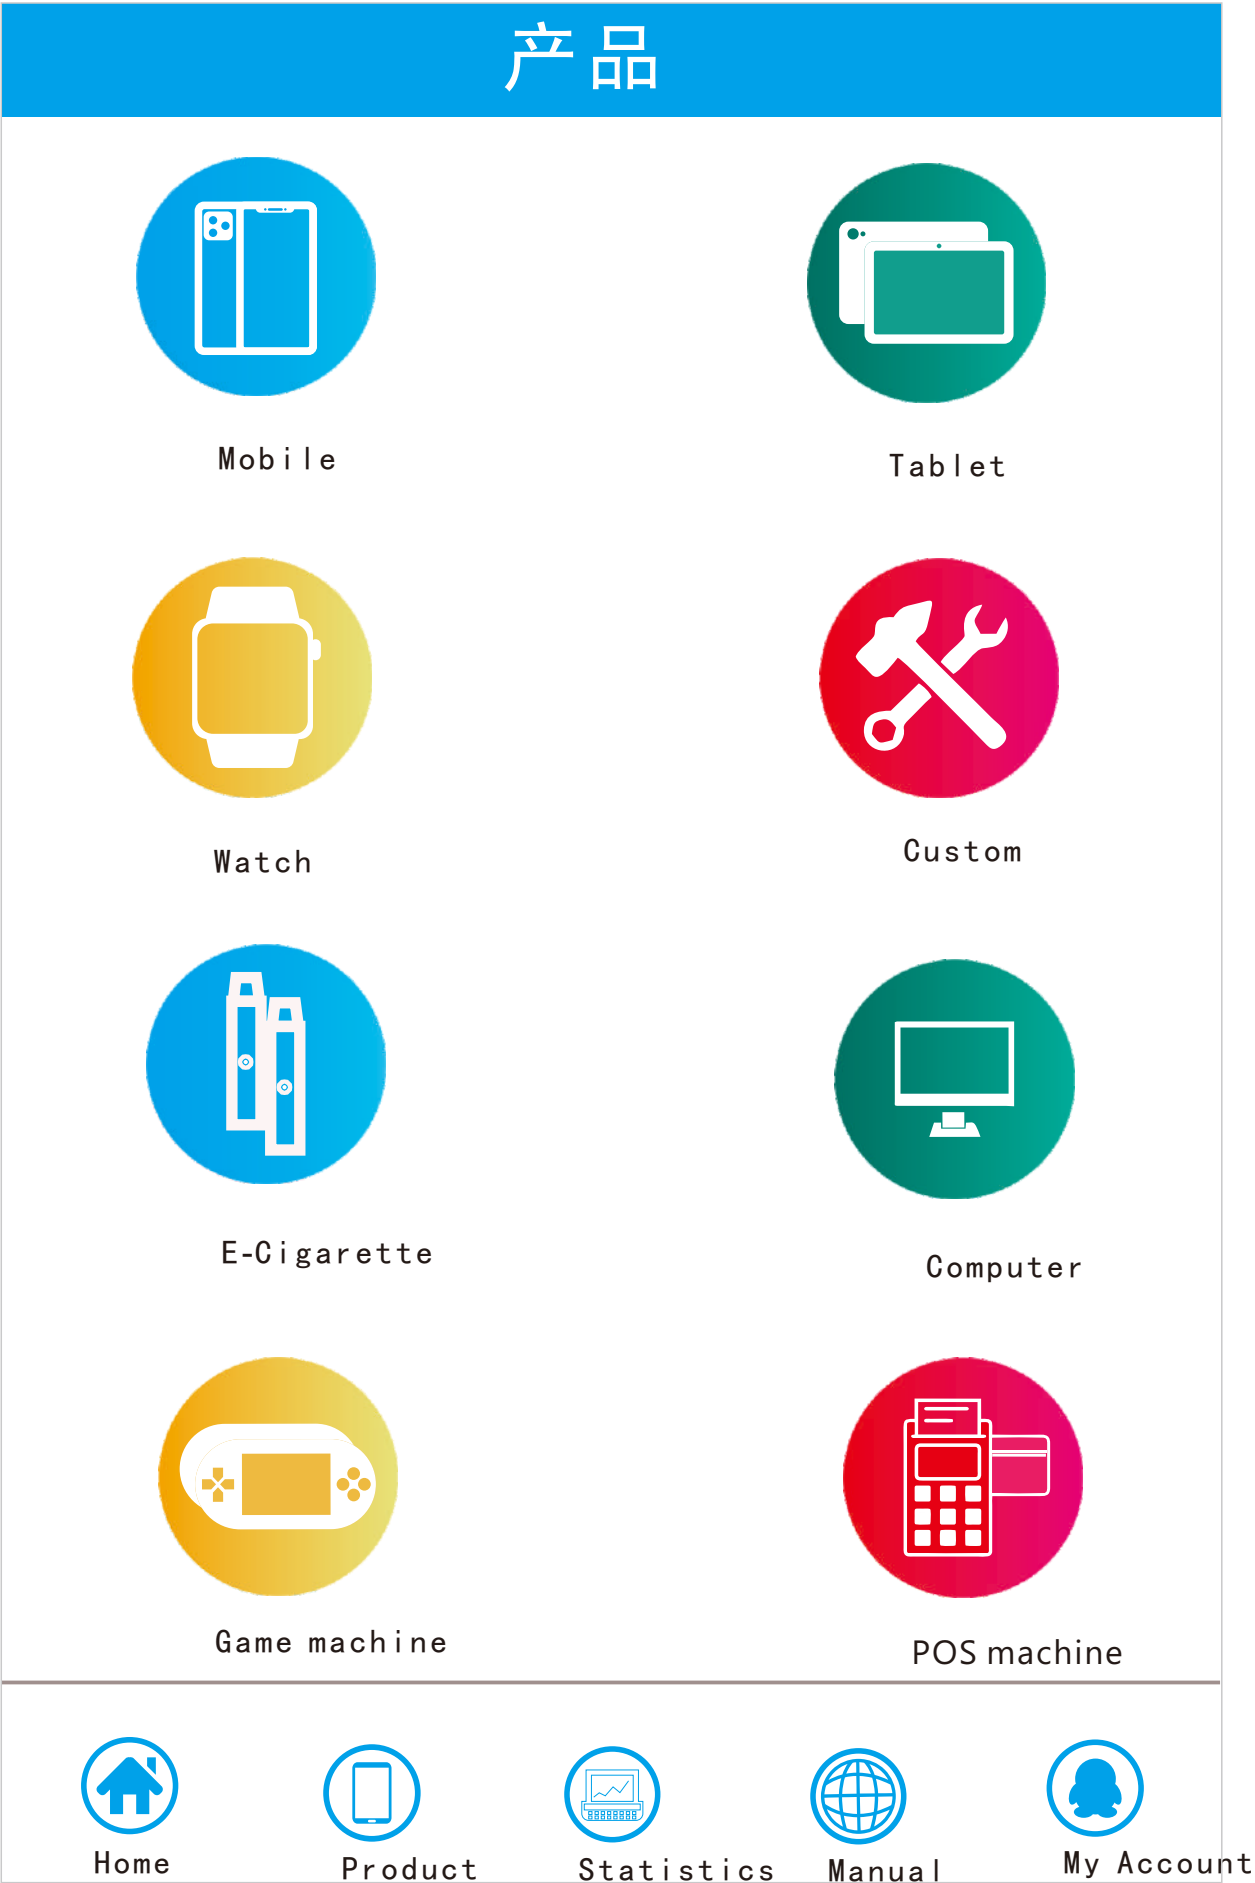 产品
Mobile
Tablet
Watch
Custom
E-Cigarette
Computer
Game machine
POS machine
Home
Product
Statistics
Manual
My Account